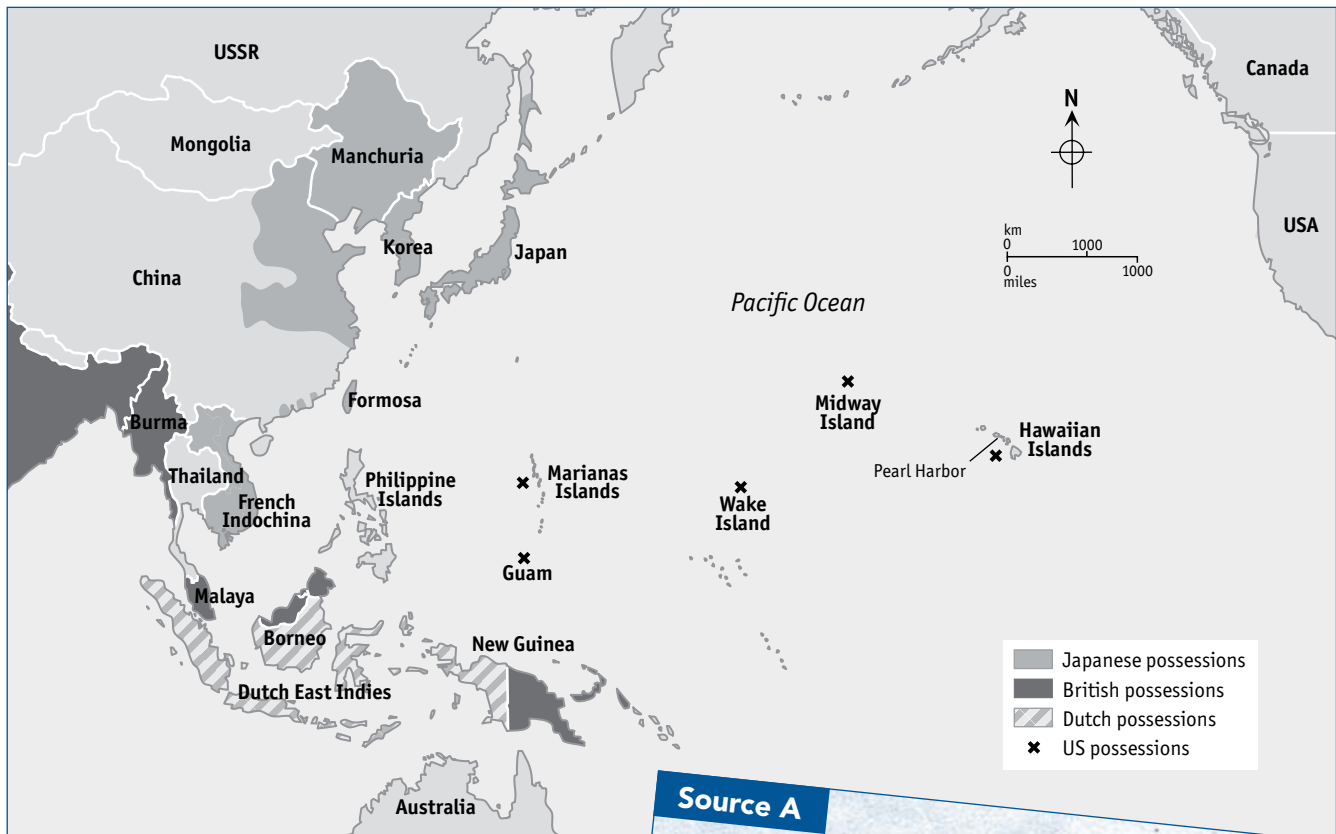 USSR
Canada
N
Mongolia
Manchuria
USA
km
0 1000
0 1000
miles
Korea
Japan
China
Pacific Ocean
Formosa
Midway
Island
Burma
Hawaiian
Islands
Pearl Harbor
Thailand
Philippine
Islands
Marianas
Islands
French
Indochina
Wake
Island
Guam
Malaya
Borneo
New Guinea
Dutch East Indies
Japanese possessions
British possessions
Dutch possessions
US possessions
Australia
Source A